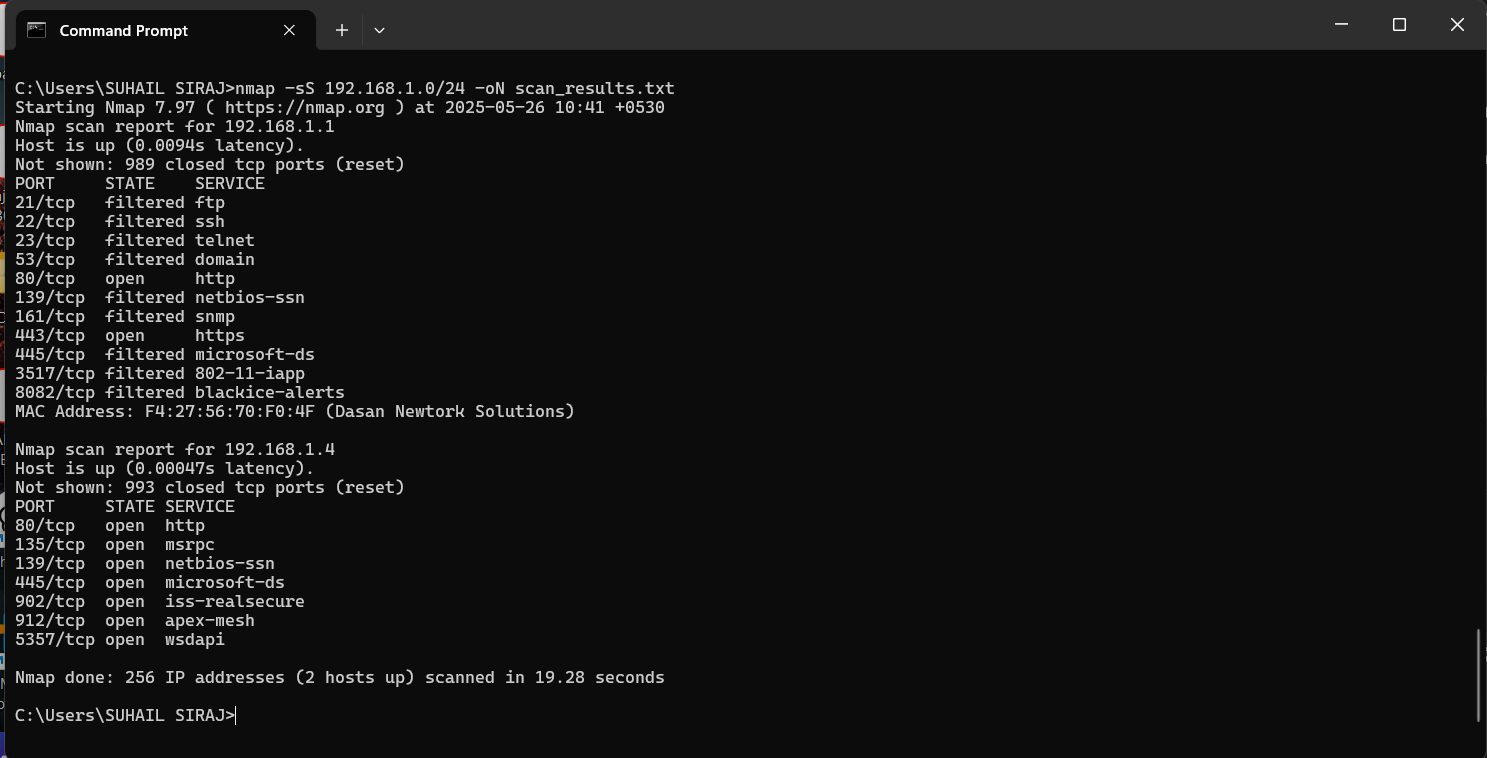 Command Prompt
C:\Users\SUHAIL SIRAJ>nmap -sS 192.168.1.0/24 -oN scan_results.txt
Starting Nmap 7.97 ( https://nmap.org ) at 2025-05-26 10:41 +0530
Nmap scan report for 192.168.1.1
Host is up (0.0094s latency).
Not shown: 989 closed tcp ports (reset)
PORT     STATE    SERVICE
21/tcp   filtered ftp
22/tcp   filtered ssh
23/tcp   filtered telnet
53/tcp   filtered domain
80/tcp   open     http
139/tcp  filtered netbios-ssn
161/tcp  filtered snmp
443/tcp  open     https
445/tcp  filtered microsoft-ds
3517/tcp filtered 802-11-iapp
8082/tcp filtered blackice-alerts
MAC Address: F4:27:56:70:F0:4F (Dasan Newtork Solutions)
Nmap scan report for 192.168.1.4
Host is up (0.00047s latency).
Not shown: 993 closed tcp ports (reset)
PORT     STATE SERVICE
80/tcp   open  http
135/tcp  open  msrpc
139/tcp  open  netbios-ssn
445/tcp  open  microsoft-ds
902/tcp  open  iss-realsecure
912/tcp  open  apex-mesh
5357/tcp open  wsdapi
Nmap done: 256 IP addresses (2 hosts up) scanned in 19.28 seconds
C:\Users\SUHAIL SIRAJ>